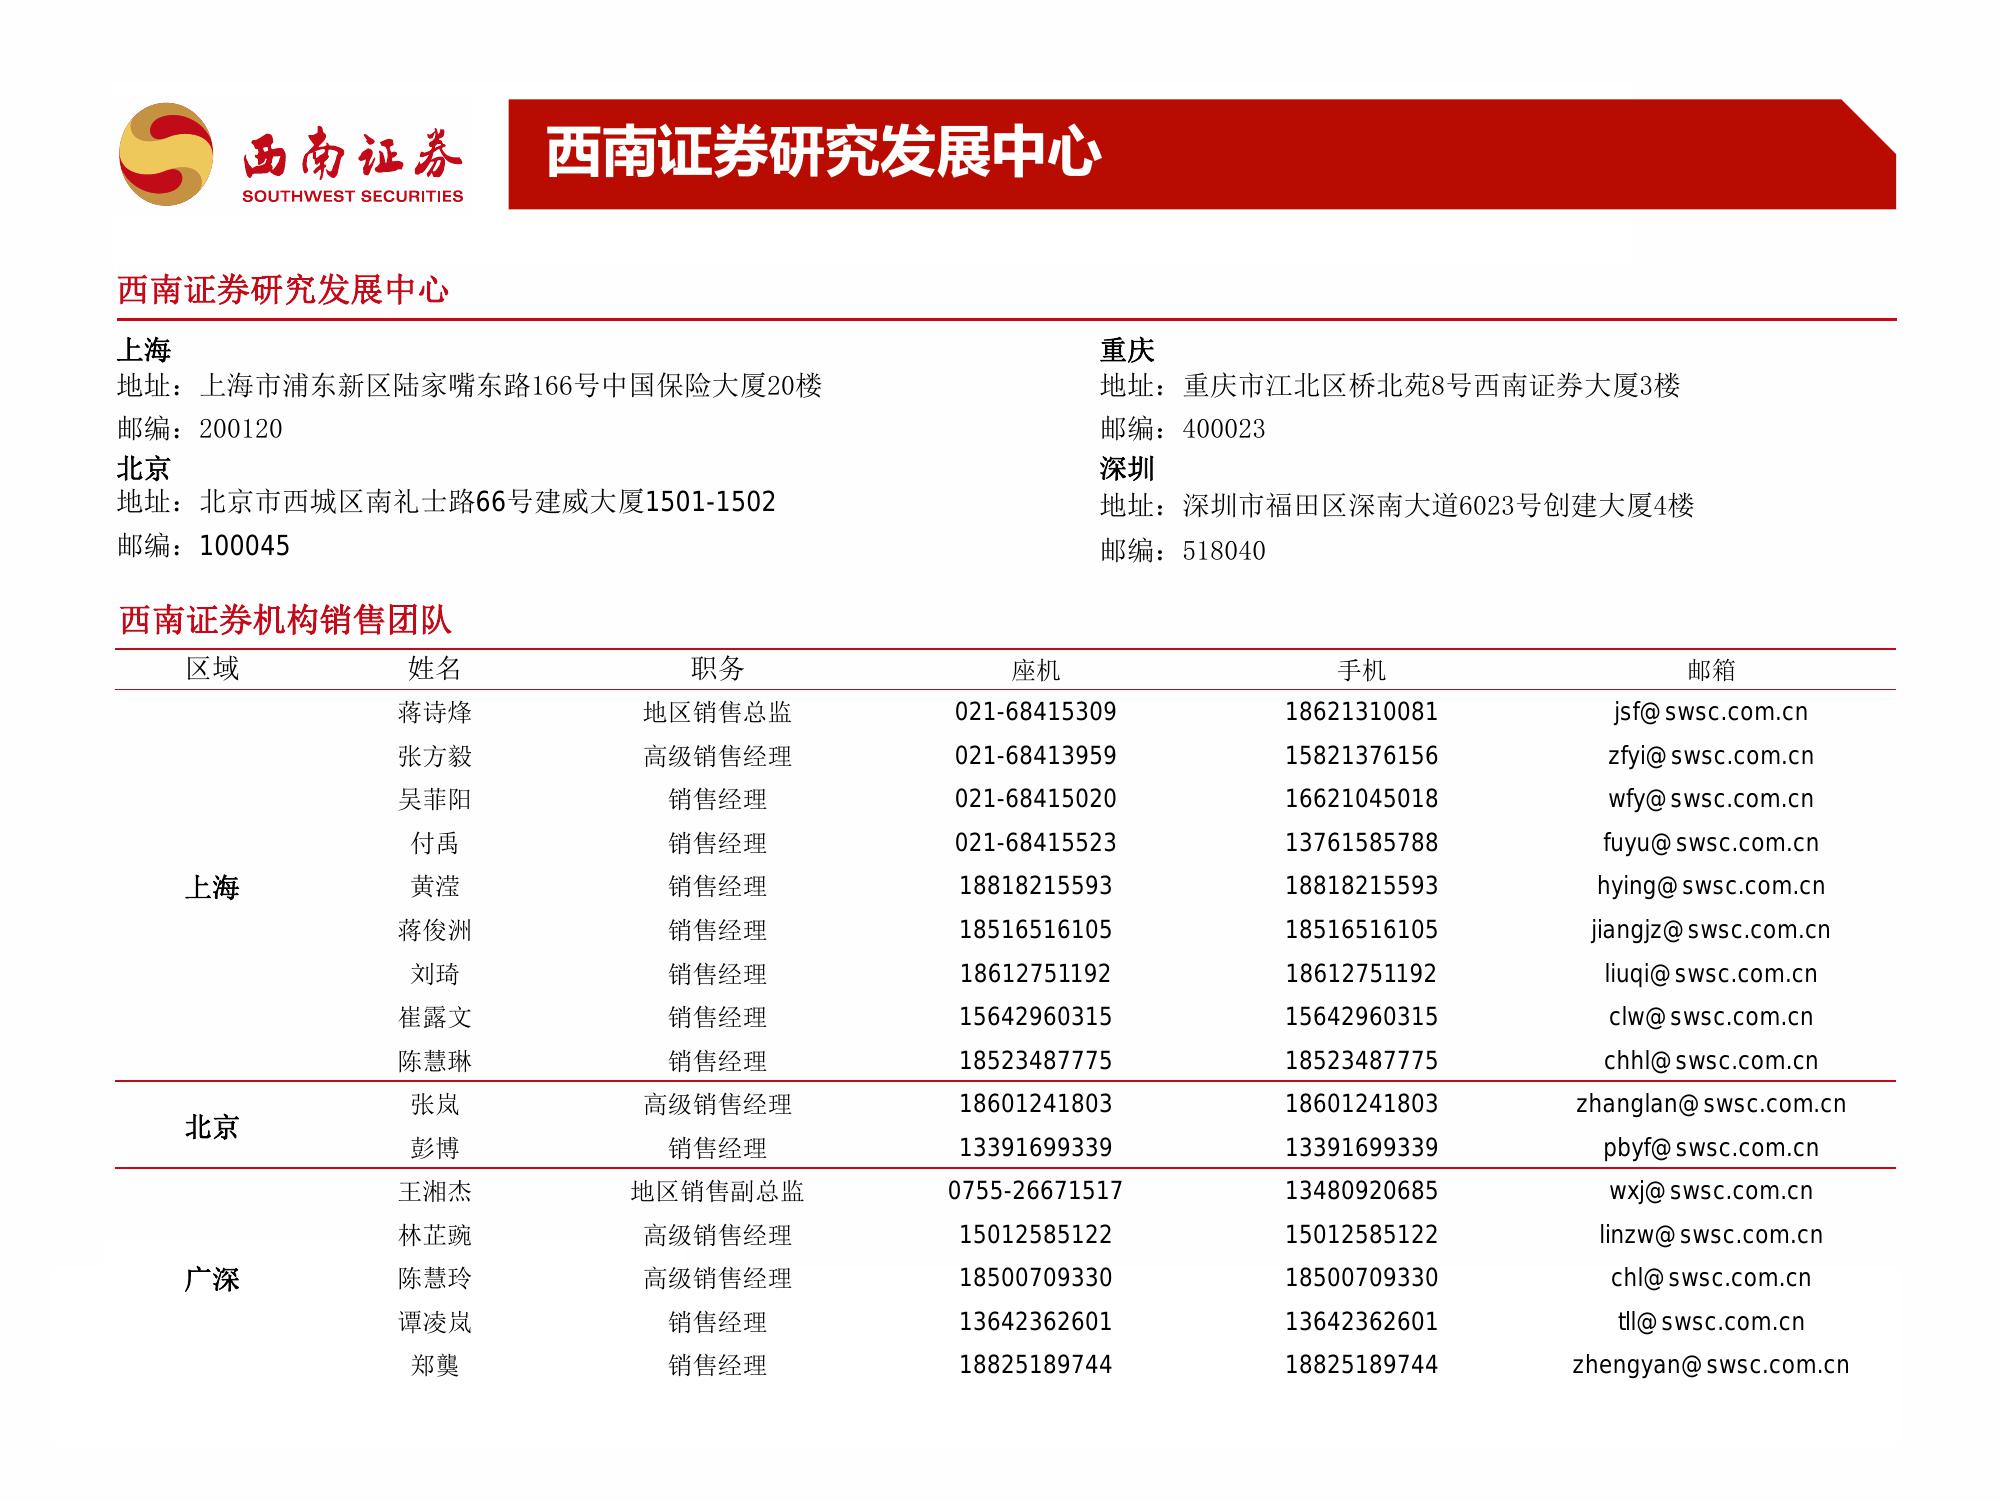 西南证券
SOUTHWEST SECURITIES
西南证券研究发展中心
西南证券研究发展中心
上海
地址：上海市浦东新区陆家嘴东路166号中国保险大厦20楼
邮编：200120
北京
地址：北京市西城区南礼士路66号建威大厦1501-1502
邮编：100045
重庆
地址：重庆市江北区桥北苑8号西南证券大厦3楼
邮编：400023
深圳
地址：深圳市福田区深南大道6023号创建大厦4楼
邮编：518040
西南证券机构销售团队
区域 姓名 职务 座机 手机 邮箱
上海
蒋诗烽 地区销售总监 021-68415309 18621310081 jsf@swsc.com.cn
张方毅 高级销售经理 021-68413959 15821376156 zfyi@swsc.com.cn
吴菲阳 销售经理 021-68415020 16621045018 wfy@swsc.com.cn
付禹 销售经理 021-68415523 13761585788 fuyu@swsc.com.cn
黄滢 销售经理 18818215593 18818215593 hying@swsc.com.cn
蒋俊洲 销售经理 18516516105 18516516105 jiangjz@swsc.com.cn
刘琦 销售经理 18612751192 18612751192 liuqi@swsc.com.cn
崔露文 销售经理 15642960315 15642960315 clw@swsc.com.cn
陈慧琳 销售经理 18523487775 18523487775 chhl@swsc.com.cn
北京
张岚 高级销售经理 18601241803 18601241803 zhanglan@swsc.com.cn
彭博 销售经理 13391699339 13391699339 pbyf@swsc.com.cn
广深
王湘杰 地区销售副总监 0755-26671517 13480920685 wxj@swsc.com.cn
林芷豌 高级销售经理 15012585122 15012585122 linzw@swsc.com.cn
陈慧玲 高级销售经理 18500709330 18500709330 chl@swsc.com.cn
谭凌岚 销售经理 13642362601 13642362601 tll@swsc.com.cn
郑龑 销售经理 18825189744 18825189744 zhengyan@swsc.com.cn